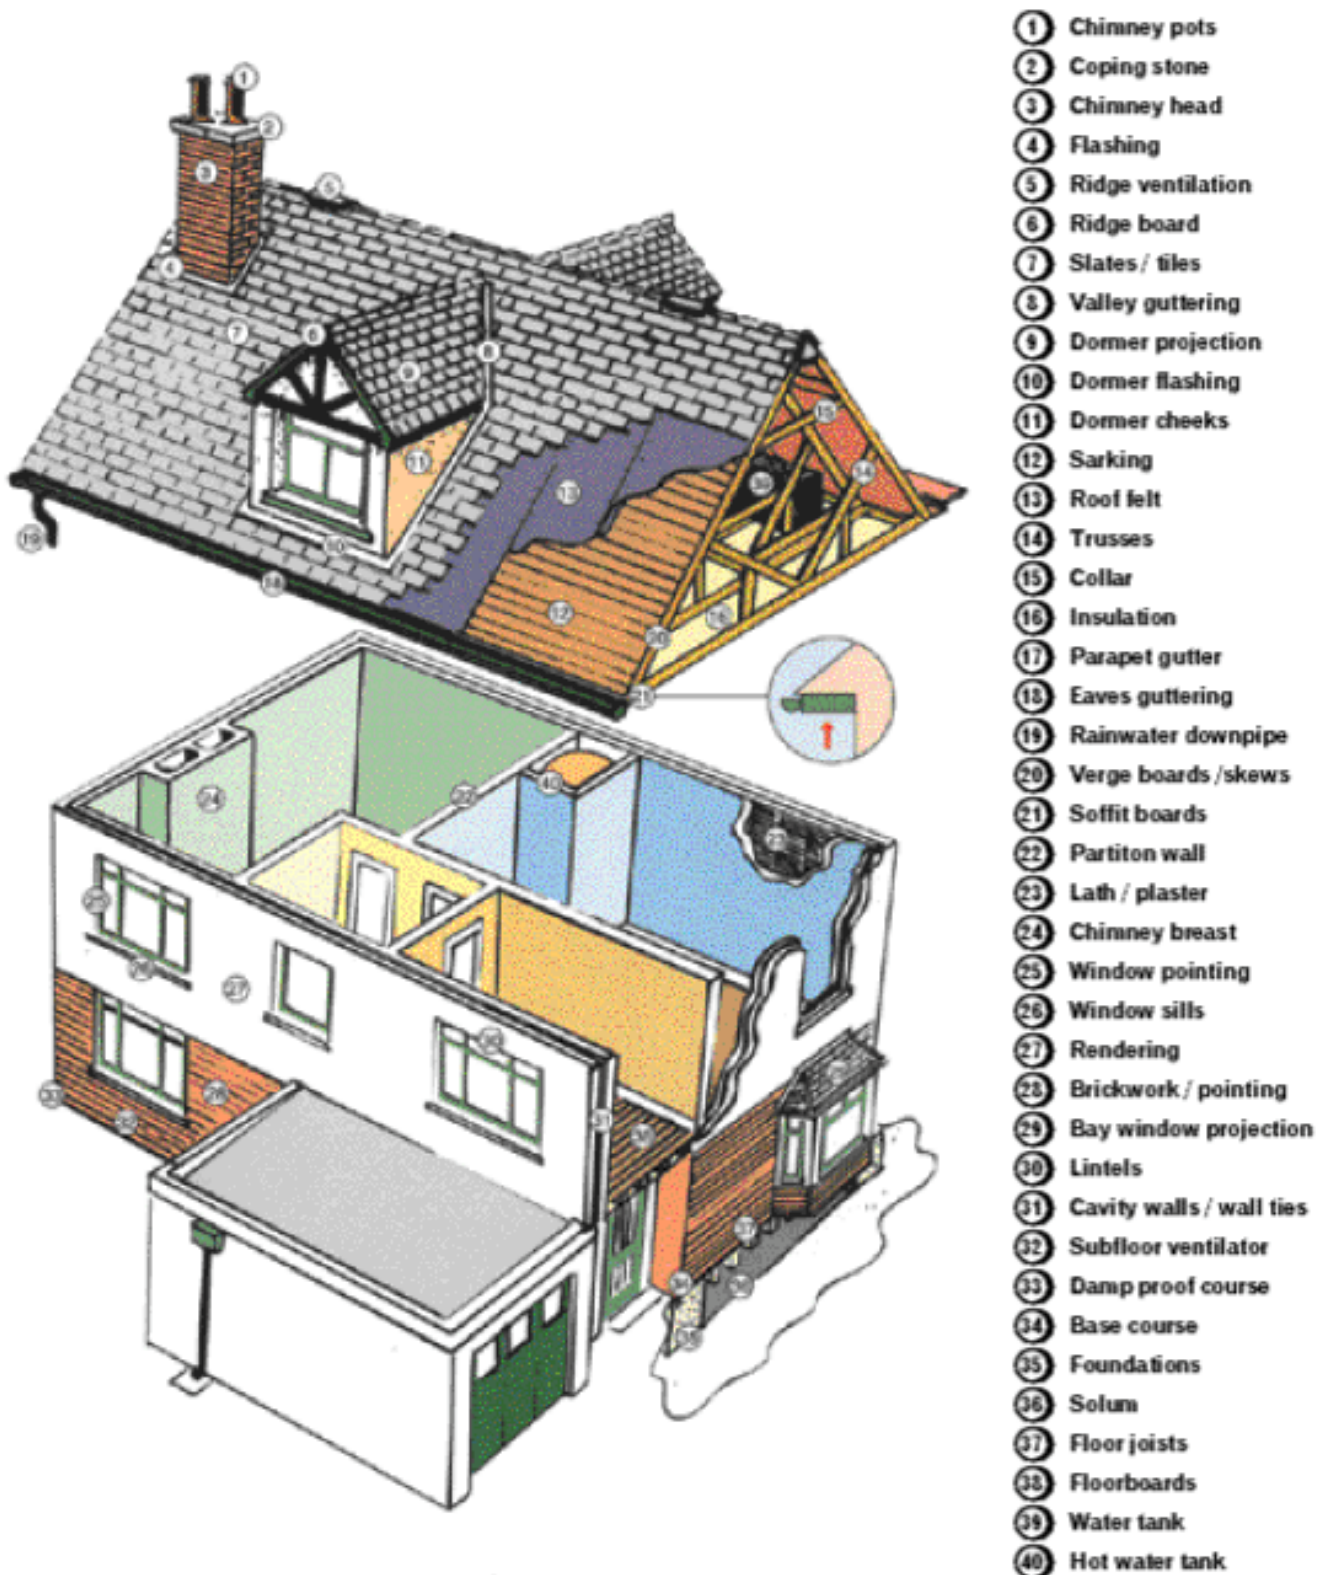 1 Chimney pots
2 Coping stone
3 Chimney head
4 Flashing
5 Ridge ventilation
6 Ridge board
7 Slates / tiles
8 Valley guttering
9 Dormer projection
10 Dormer flashing
11 Dormer cheeks
12 Sarking
13 Roof felt
14 Trusses
15 Collar
16 Insulation
17 Parapet gutter
18 Eaves guttering
19 Rainwater downpipe
20 Verge boards /skews
21 Soffit boards
22 Partiton wall
23 Lath / plaster
24 Chimney breast
25 Window pointing
26 Window sills
27 Rendering
28 Brickwork / pointing
29 Bay window projection
30 Lintels
31 Cavity walls / wall ties
32 Subfloor ventilator
33 Damp proof course
34 Base course
35 Foundations
36 Solum
37 Floor joists
38 Floorboards
39 Water tank
40 Hot water tank